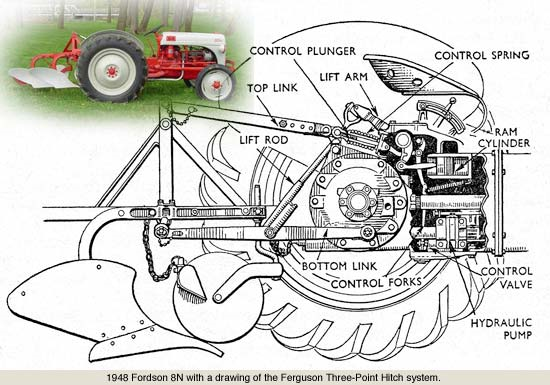 CONTROL PLUNGER
CONTROL SPRING
LIFT ARM
TOP LINK
RAM
CYLINDER
LIFT ROD
BOTTOM LINK
CONTROL FORKS
CONTROL
VALVE
HYDRAULIC
PUMP
1948 Fordson 8N with a drawing of the Ferguson Three-Point Hitch system.